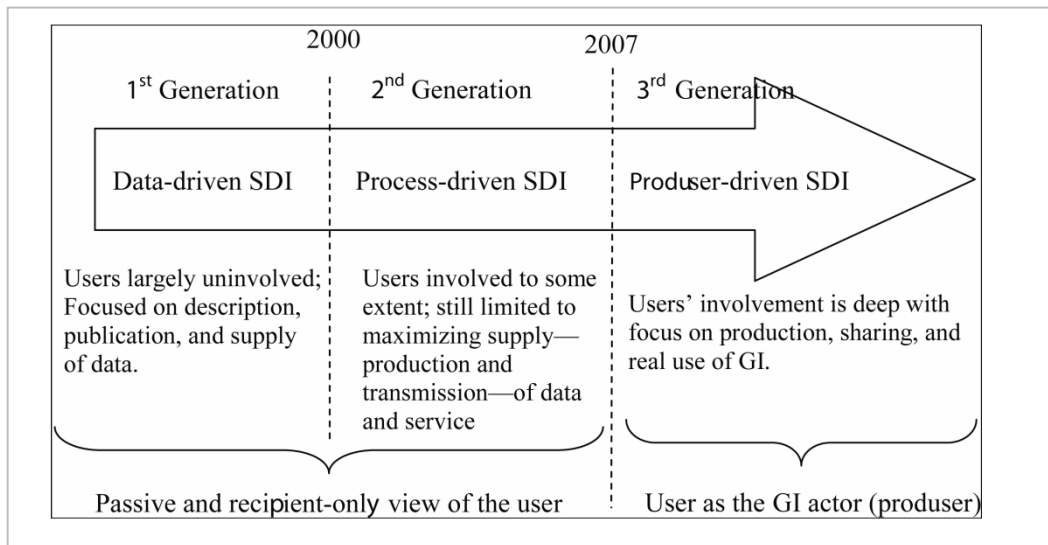 2000
2007
1st Generation
2nd Generation
3rd Generation
Data-driven SDI
Process-driven SDI
Produser-driven SDI
Users largely uninvolved;
Focused on description,
publication, and supply
of data.
Users involved to some
extent; still limited to
maximizing supply—
production and
transmission—of data
and service
Users’ involvement is deep with
focus on production, sharing, and
real use of GI.
Passive and recipient-only view of the user
User as the GI actor (produser)